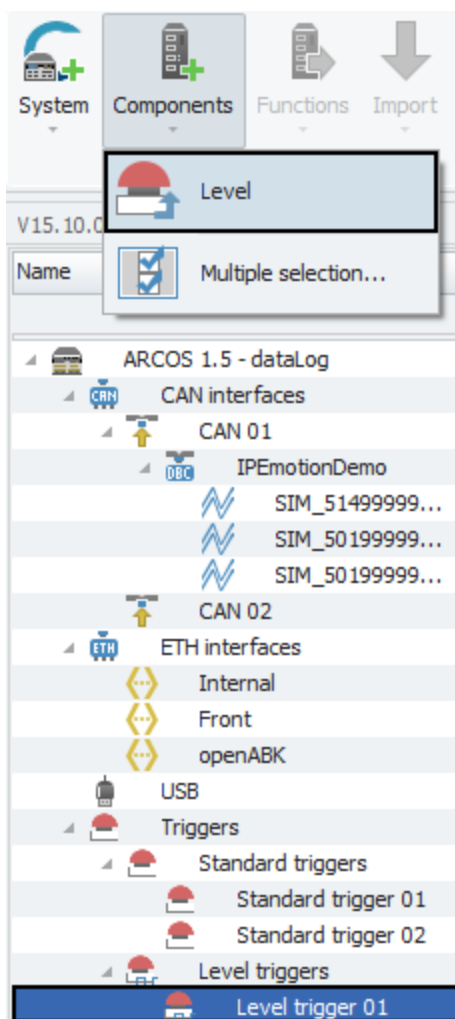 System Components Functions Import
Level
V15.10.0
Multiple selection...
Name
ARCOS 1.5 - dataLog
CAN interfaces
CAN 01
DBC IPEmotionDemo
SIM_51499999...
SIM_50199999...
SIM_50199999...
CAN 02
ETH ETH interfaces
Internal
Front
openABK
USB
Triggers
Standard triggers
Standard trigger 01
Standard trigger 02
Level triggers
Level trigger 01